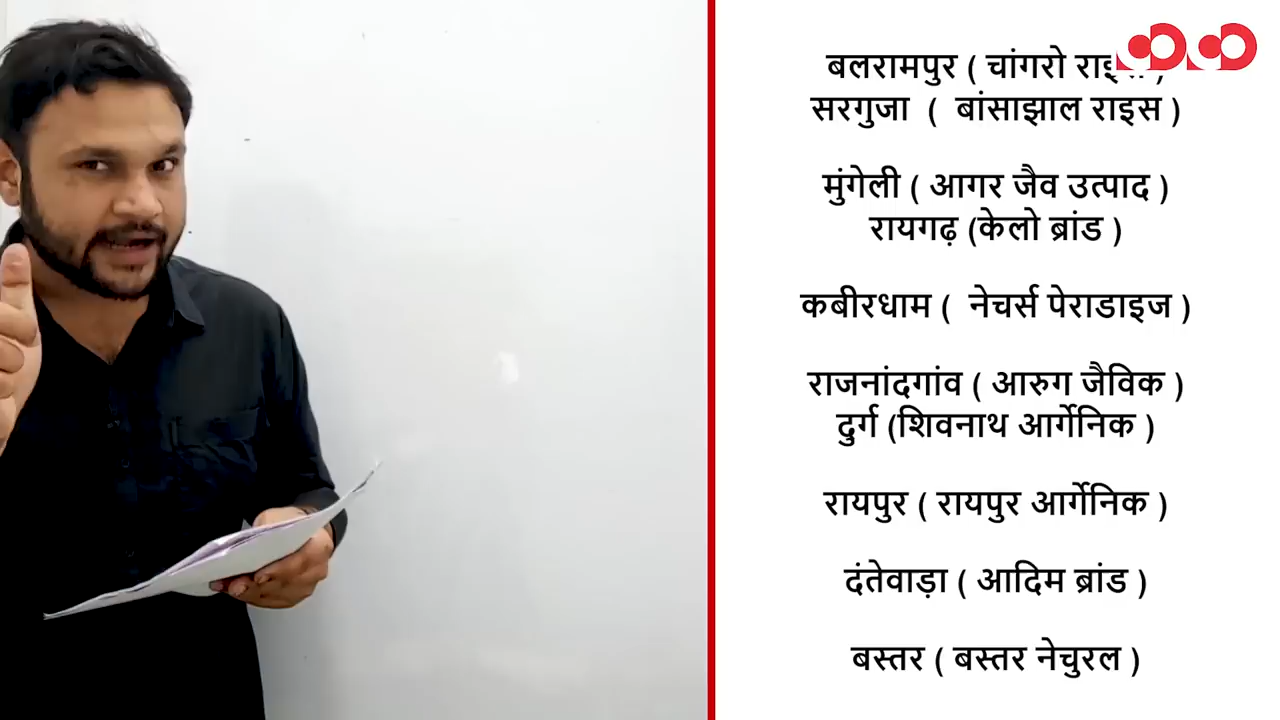 बलरामपुर ( चांगरो
सरगुजा ( बांसाझाल राइस )
मुंगेली ( आगर जैव उत्पाद )
रायगढ़ (केलो ब्रांड )
कबीरधाम ( नेचर्स पेराडाइज )
राजनांदगांव ( आरुग जैविक )
दुर्ग (शिवनाथ आर्गेनिक )
रायपुर ( रायपुर आर्गेनिक )
दंतेवाड़ा ( आदिम ब्रांड )
बस्तर ( बस्तर नेचुरल )